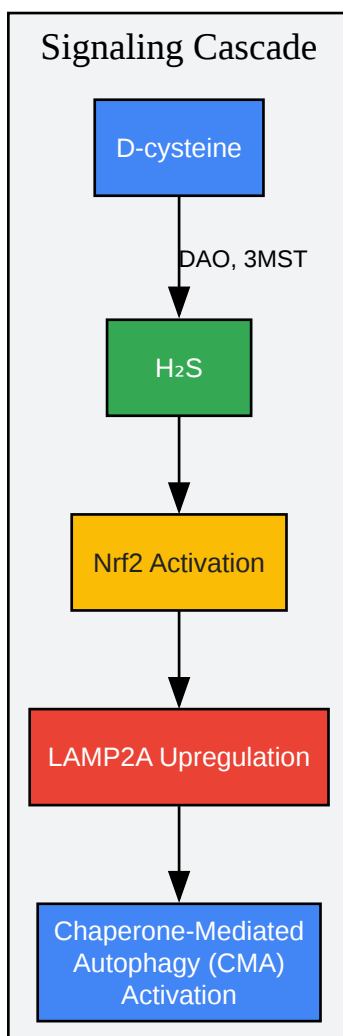 Signaling Cascade
D-cysteine
DAO, 3MST
H₂S
Nrf2 Activation
LAMP2A Upregulation
Chaperone-Mediated
Autophagy (CMA)
Activation